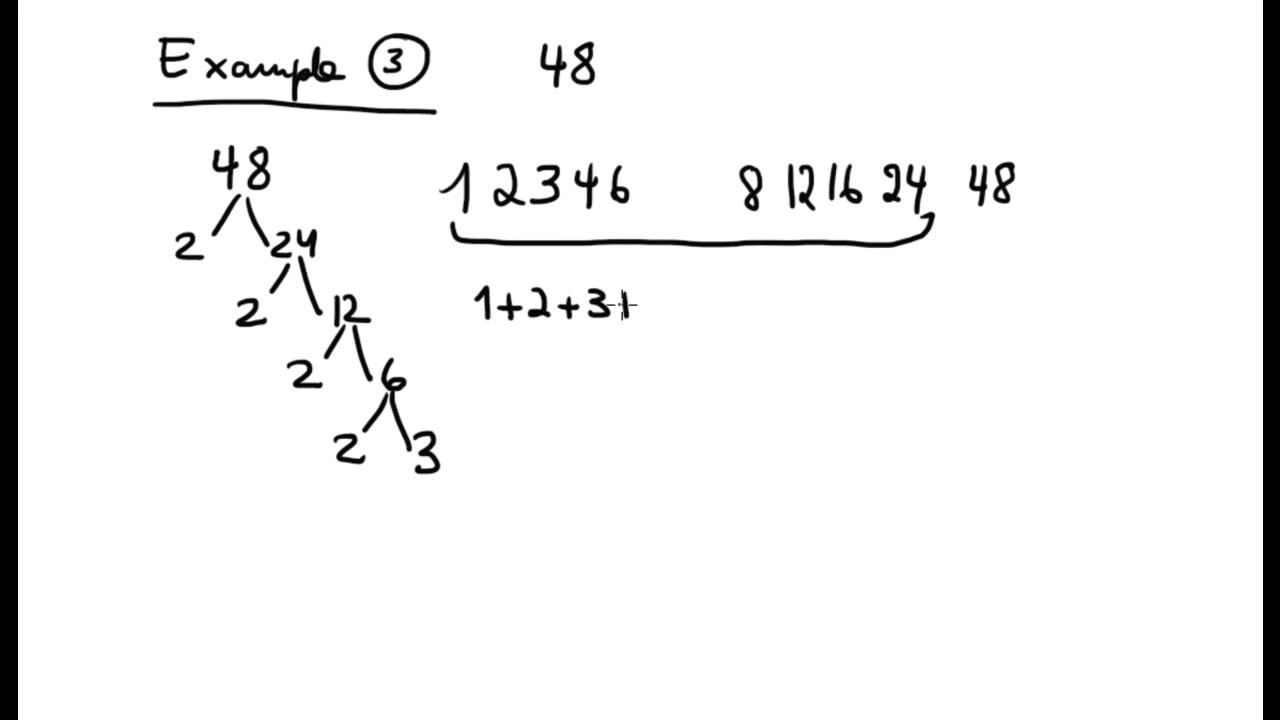 Example 3 48
48 1 2 3 4 6 8 12 16 24 48
2 24
2 12 1+2+3+
2 6
2 3